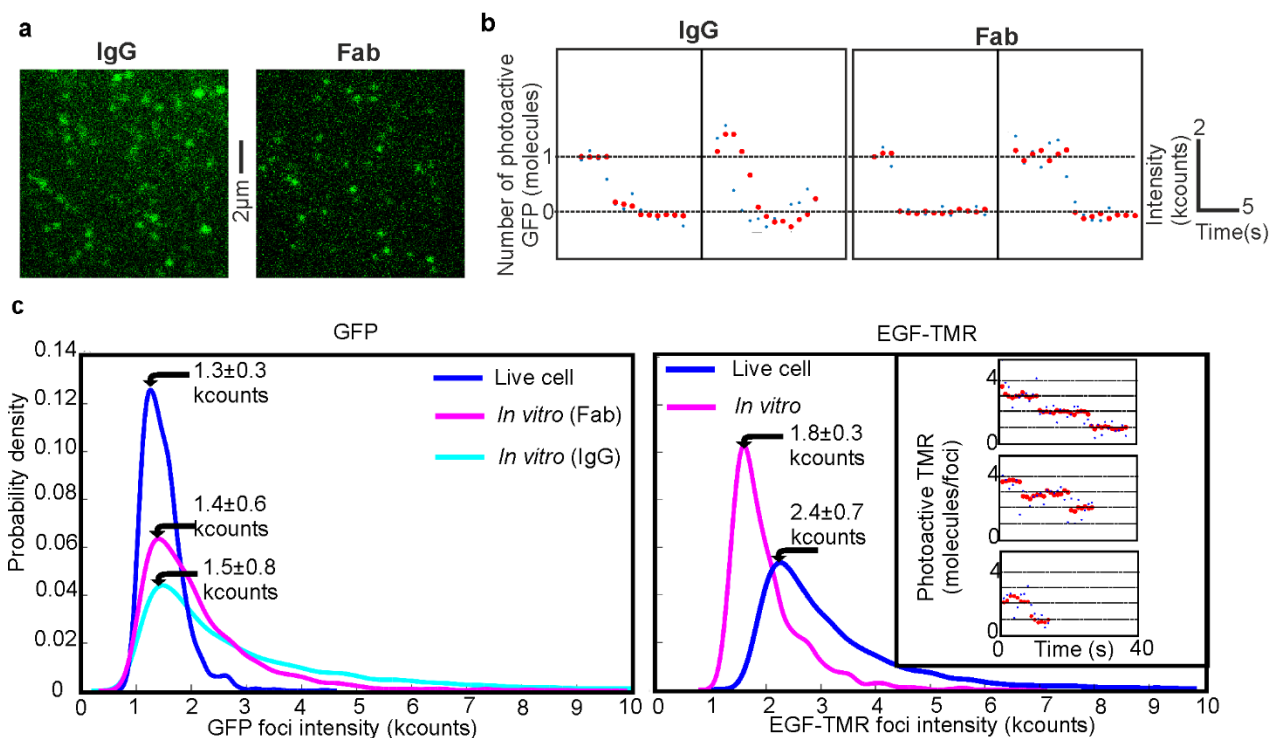 a
IgG
Fab
2μm
b
IgG
Fab
Number of photoactive
GFP (molecules)
1
0
Intensity
(kcounts)
2
5
Time(s)
c
GFP
Probability density
0.14
0.12
0.10
0.08
0.06
0.04
0.02
0
1.3±0.3
kcounts
1.4±0.6
kcounts
1.5±0.8
kcounts
Live cell
In vitro (Fab)
In vitro (IgG)
0 1 2 3 4 5 6 7 8 9 10
GFP foci intensity (kcounts)
EGF-TMR
Live cell
In vitro
1.8±0.3
kcounts
2.4±0.7
kcounts
Photoactive TMR
(molecules/foci)
4
0
4
0
4
0
0 Time (s) 40
0 1 2 3 4 5 6 7 8 9 10
EGF-TMR foci intensity (kcounts)